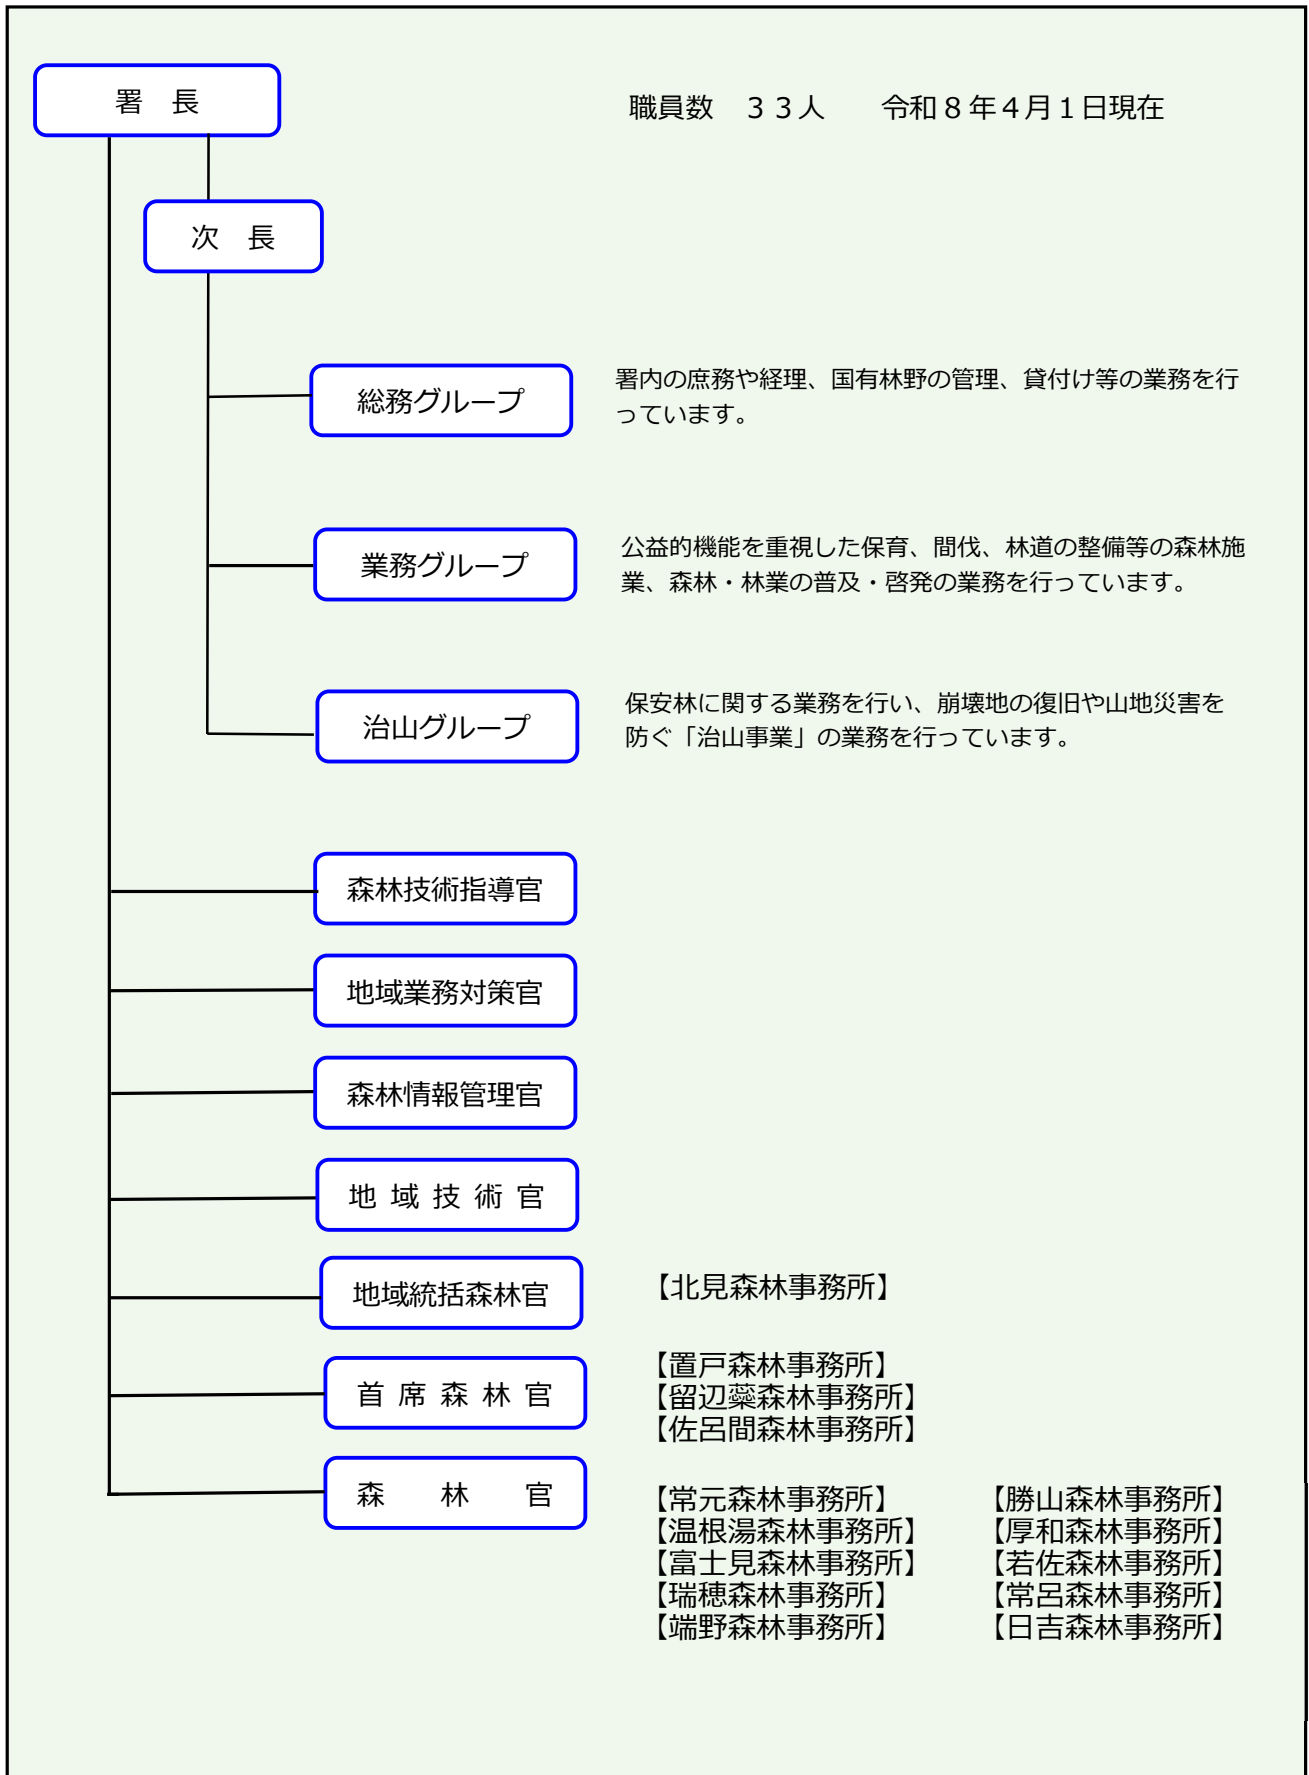 署　長
職員数　３３人　　令和８年４月１日現在
次　長
総務グループ
署内の庶務や経理、国有林野の管理、貸付け等の業務を行
っています。
業務グループ
公益的機能を重視した保育、間伐、林道の整備等の森林施
業、森林・林業の普及・啓発の業務を行っています。
治山グループ
保安林に関する業務を行い、崩壊地の復旧や山地災害を
防ぐ「治山事業」の業務を行っています。
森林技術指導官
地域業務対策官
森林情報管理官
地 域 技 術 官
地域統括森林官
【北見森林事務所】
首 席 森 林 官
【置戸森林事務所】
【留辺蘂森林事務所】
【佐呂間森林事務所】
森　　林　　官
【常元森林事務所】　　　【勝山森林事務所】
【温根湯森林事務所】　　【厚和森林事務所】
【富士見森林事務所】　　【若佐森林事務所】
【瑞穂森林事務所】　　　【常呂森林事務所】
【端野森林事務所】　　　【日吉森林事務所】